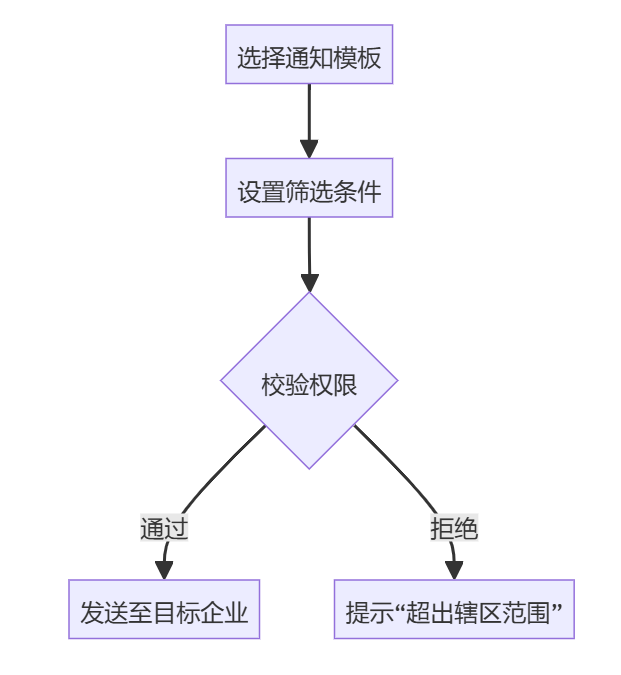 选择通知模板
设置筛选条件
校验权限
通过
拒绝
发送至目标企业
提示“超出辖区范围”